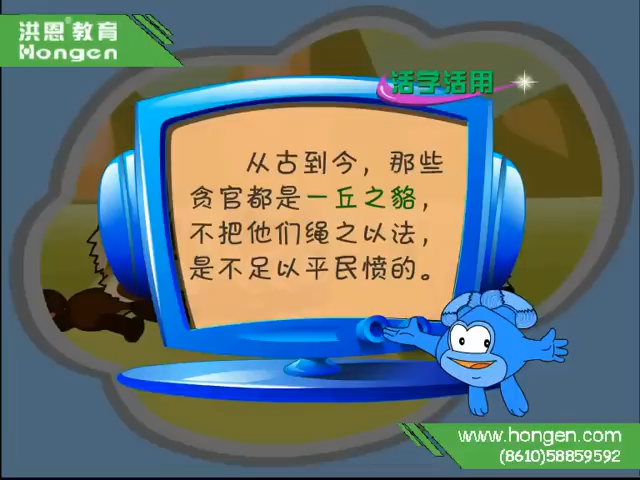 洪恩®教育
Hongen
活学活用
从古到今，那些
贪官都是一丘之貉，
不把他们绳之以法，
是不足以平民愤的。
www.hongen.com
(8610)58859592